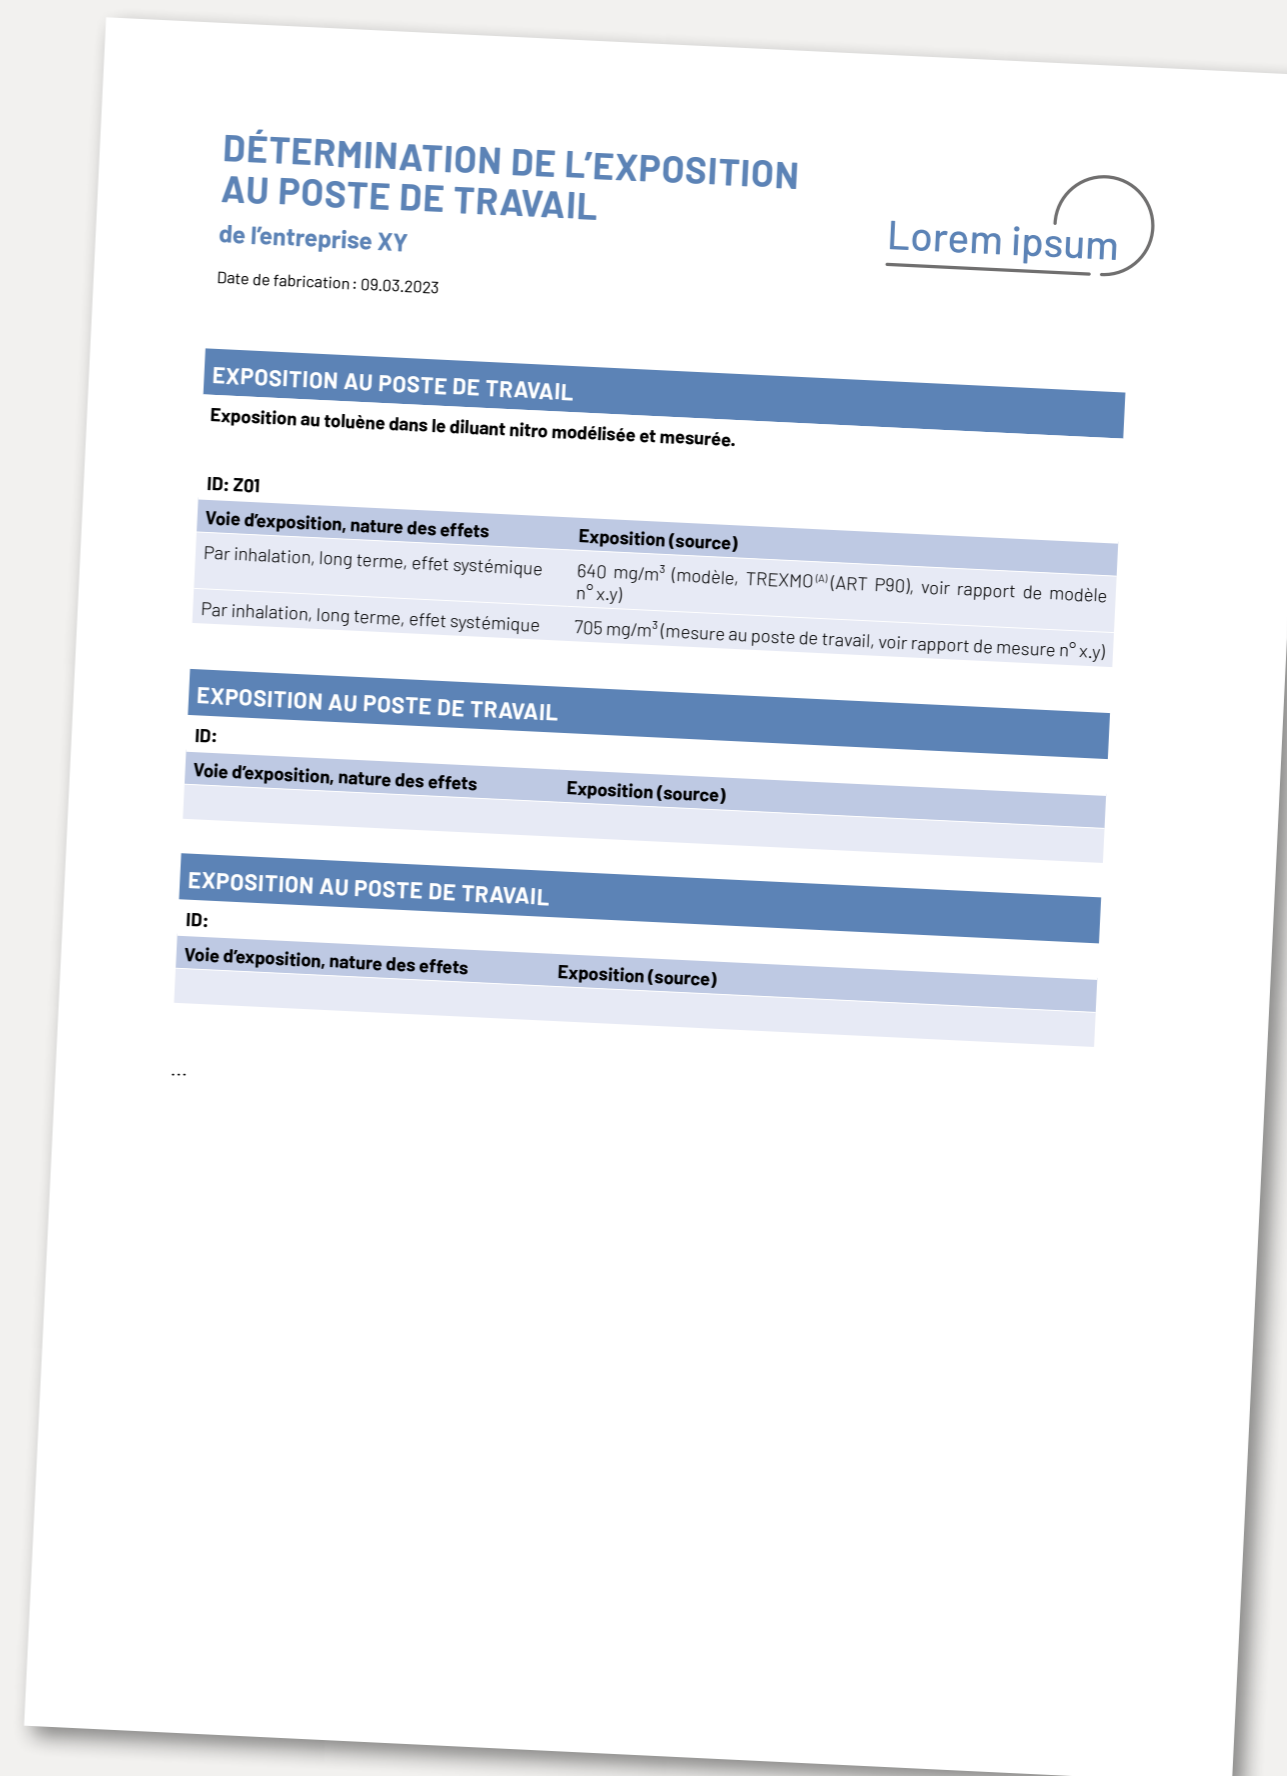 DÉTERMINATION DE L’EXPOSITION
AU POSTE DE TRAVAIL
de l’entreprise XY
Date de fabrication : 09.03.2023
Lorem ipsum
EXPOSITION AU POSTE DE TRAVAIL
Exposition au toluène dans le diluant nitro modélisée et mesurée.
ID: Z01
Voie d’exposition, nature des effets Exposition (source)
Par inhalation, long terme, effet systémique 640 mg/m³ (modèle, TREXMO⁽ᴬ⁾ (ART P90), voir rapport de modèle
n° x.y)
Par inhalation, long terme, effet systémique 705 mg/m³ (mesure au poste de travail, voir rapport de mesure n° x.y)
EXPOSITION AU POSTE DE TRAVAIL
ID:
Voie d’exposition, nature des effets Exposition (source)
EXPOSITION AU POSTE DE TRAVAIL
ID:
Voie d’exposition, nature des effets Exposition (source)
...